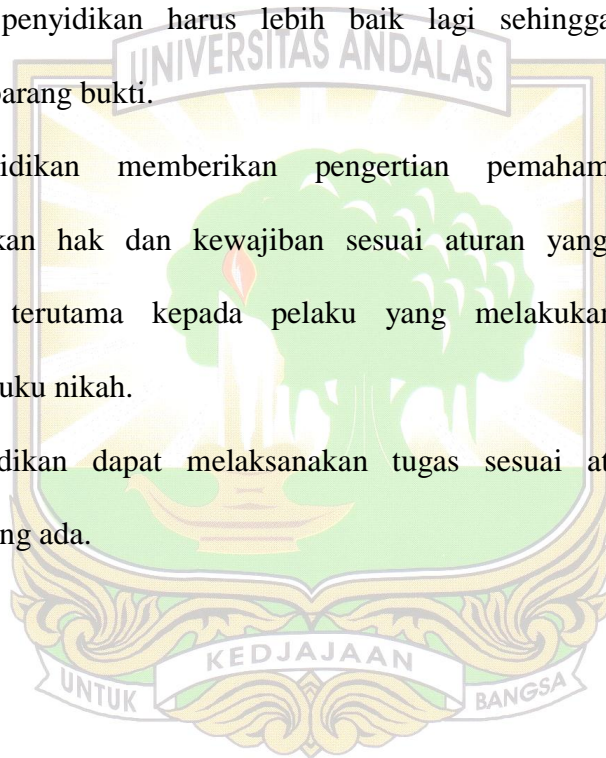 penyidikan harus lebih baik lagi sehingga
UNIVERSITAS ANDALAS
barang bukti.
idikan memberikan pengertian pemaham
kan hak dan kewajiban sesuai aturan yang
terutama kepada pelaku yang melakukan
uku nikah.
dikan dapat melaksanakan tugas sesuai at
ng ada.
KEDJAJAAN
UNTUK BANGSA